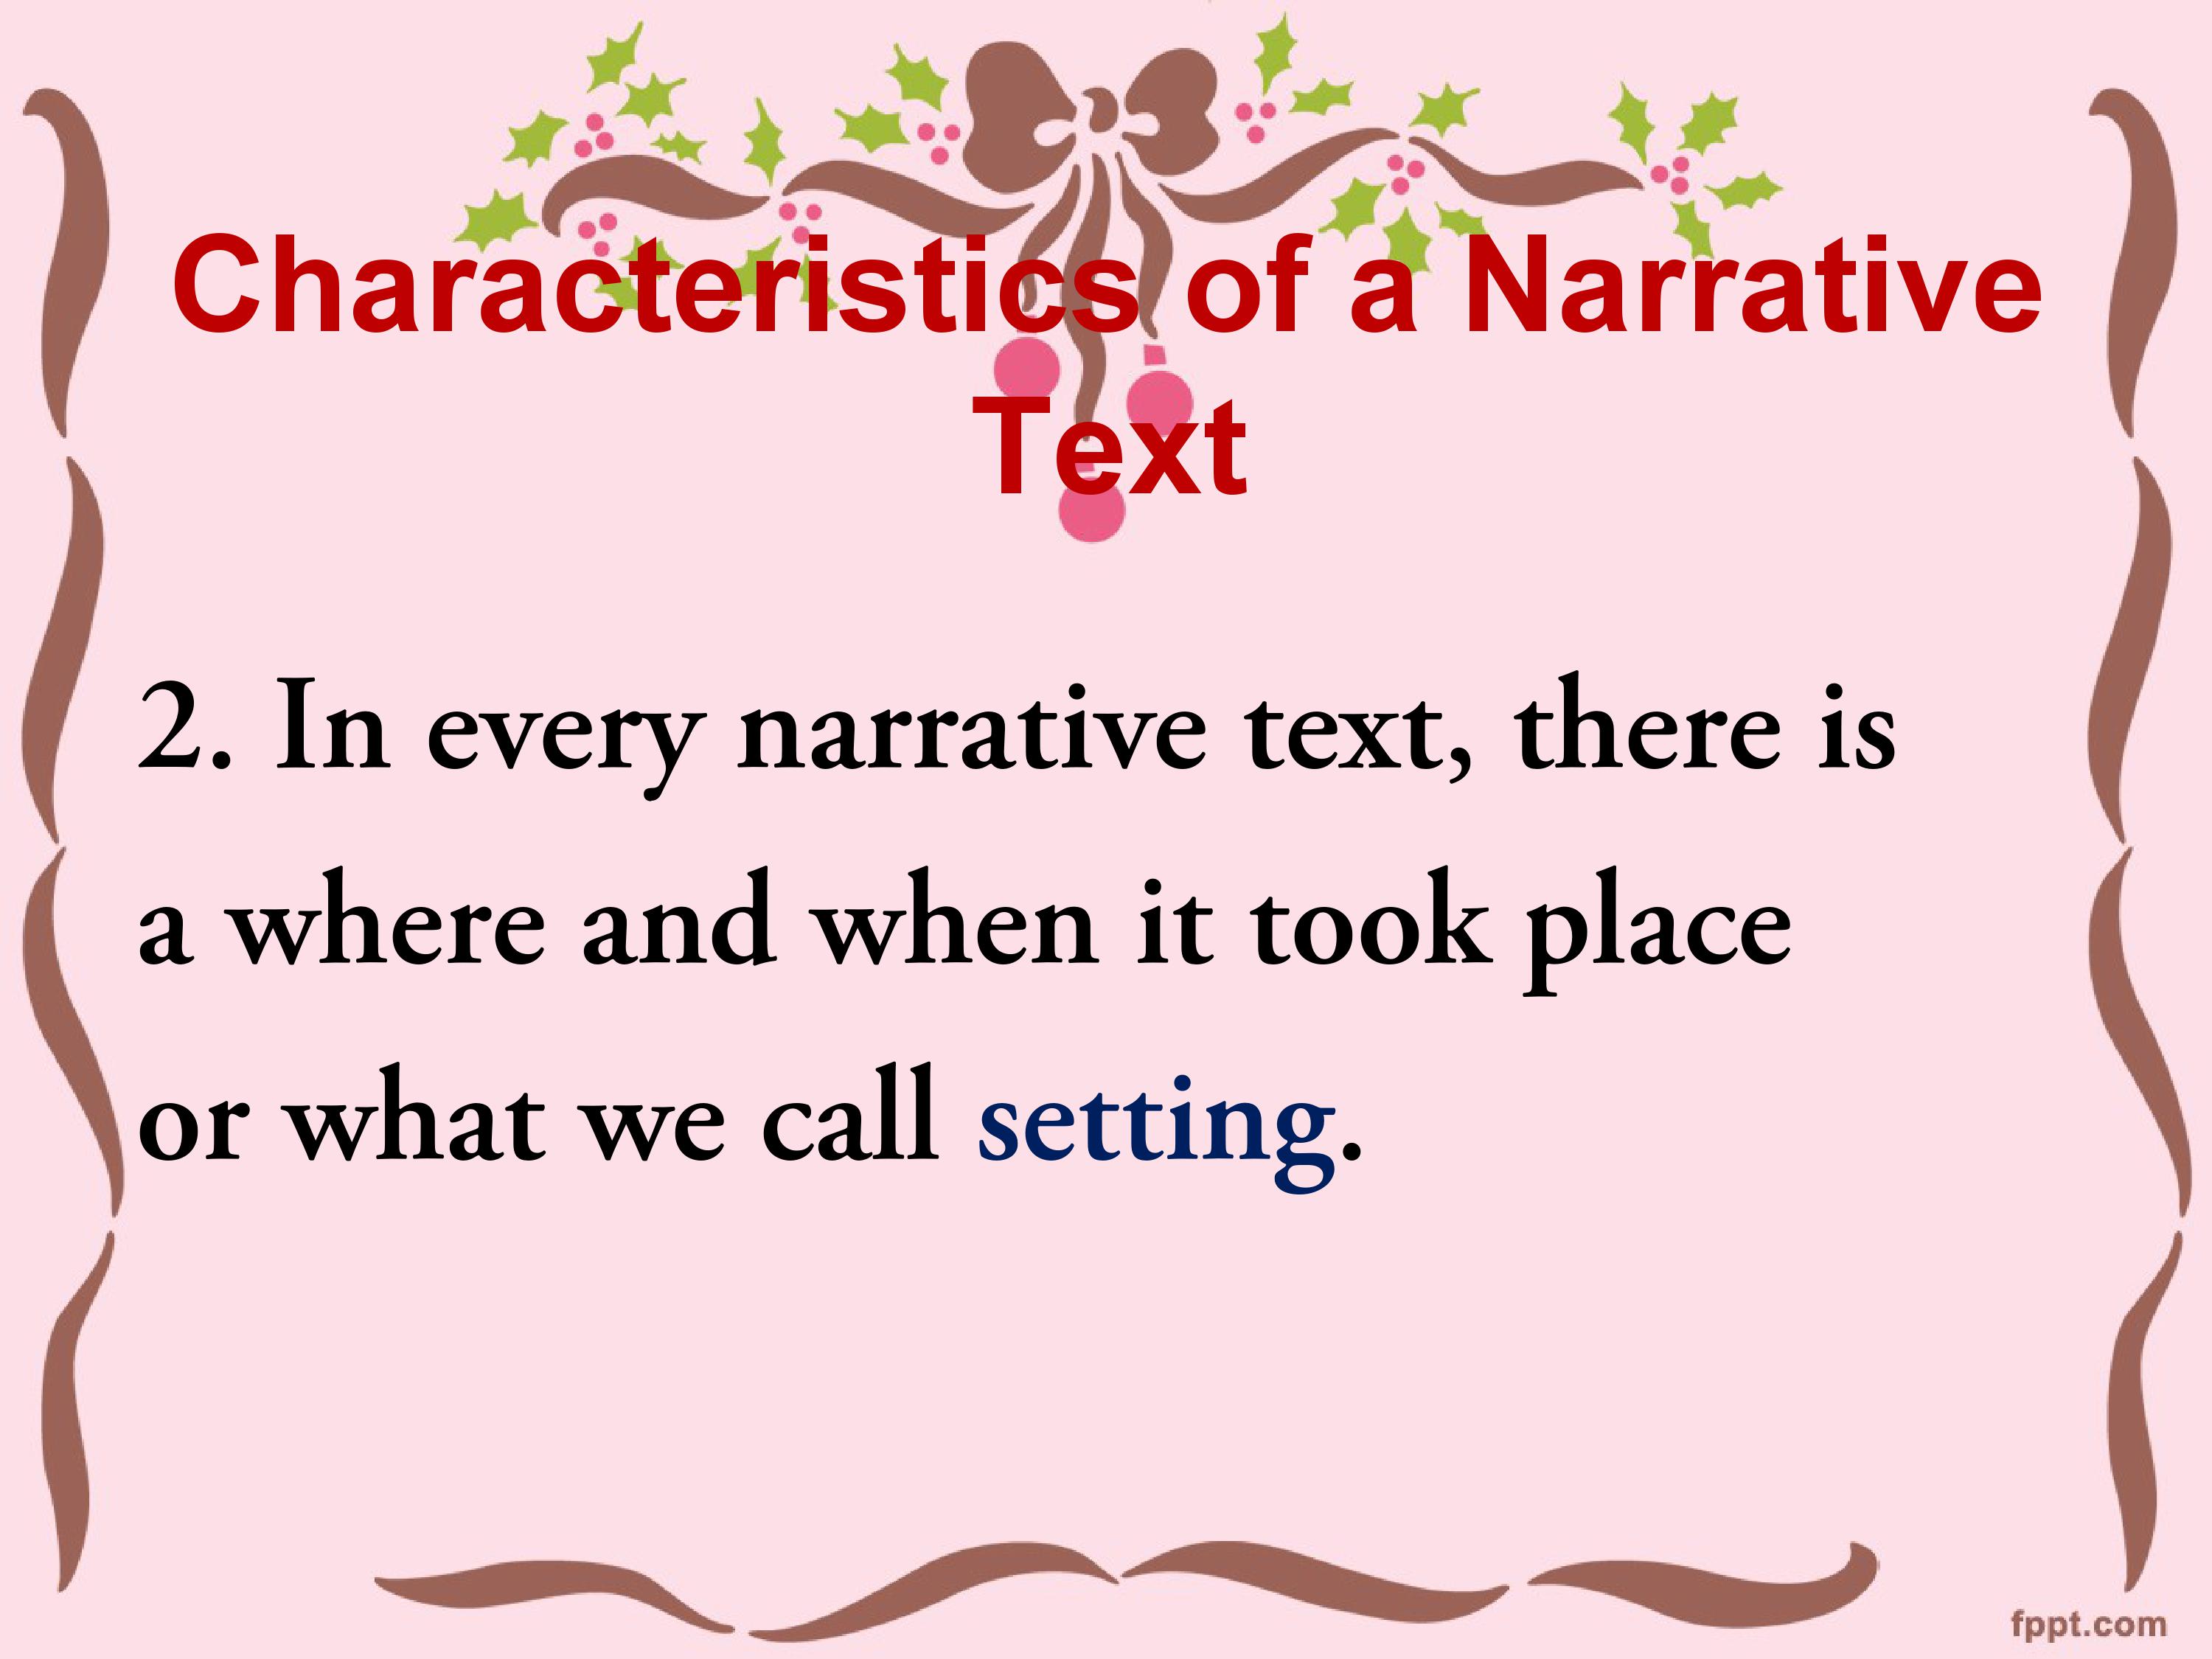 Characteristics of a Narrative
Text
2. In every narrative text, there is
a where and when it took place
or what we call setting.
fppt.com